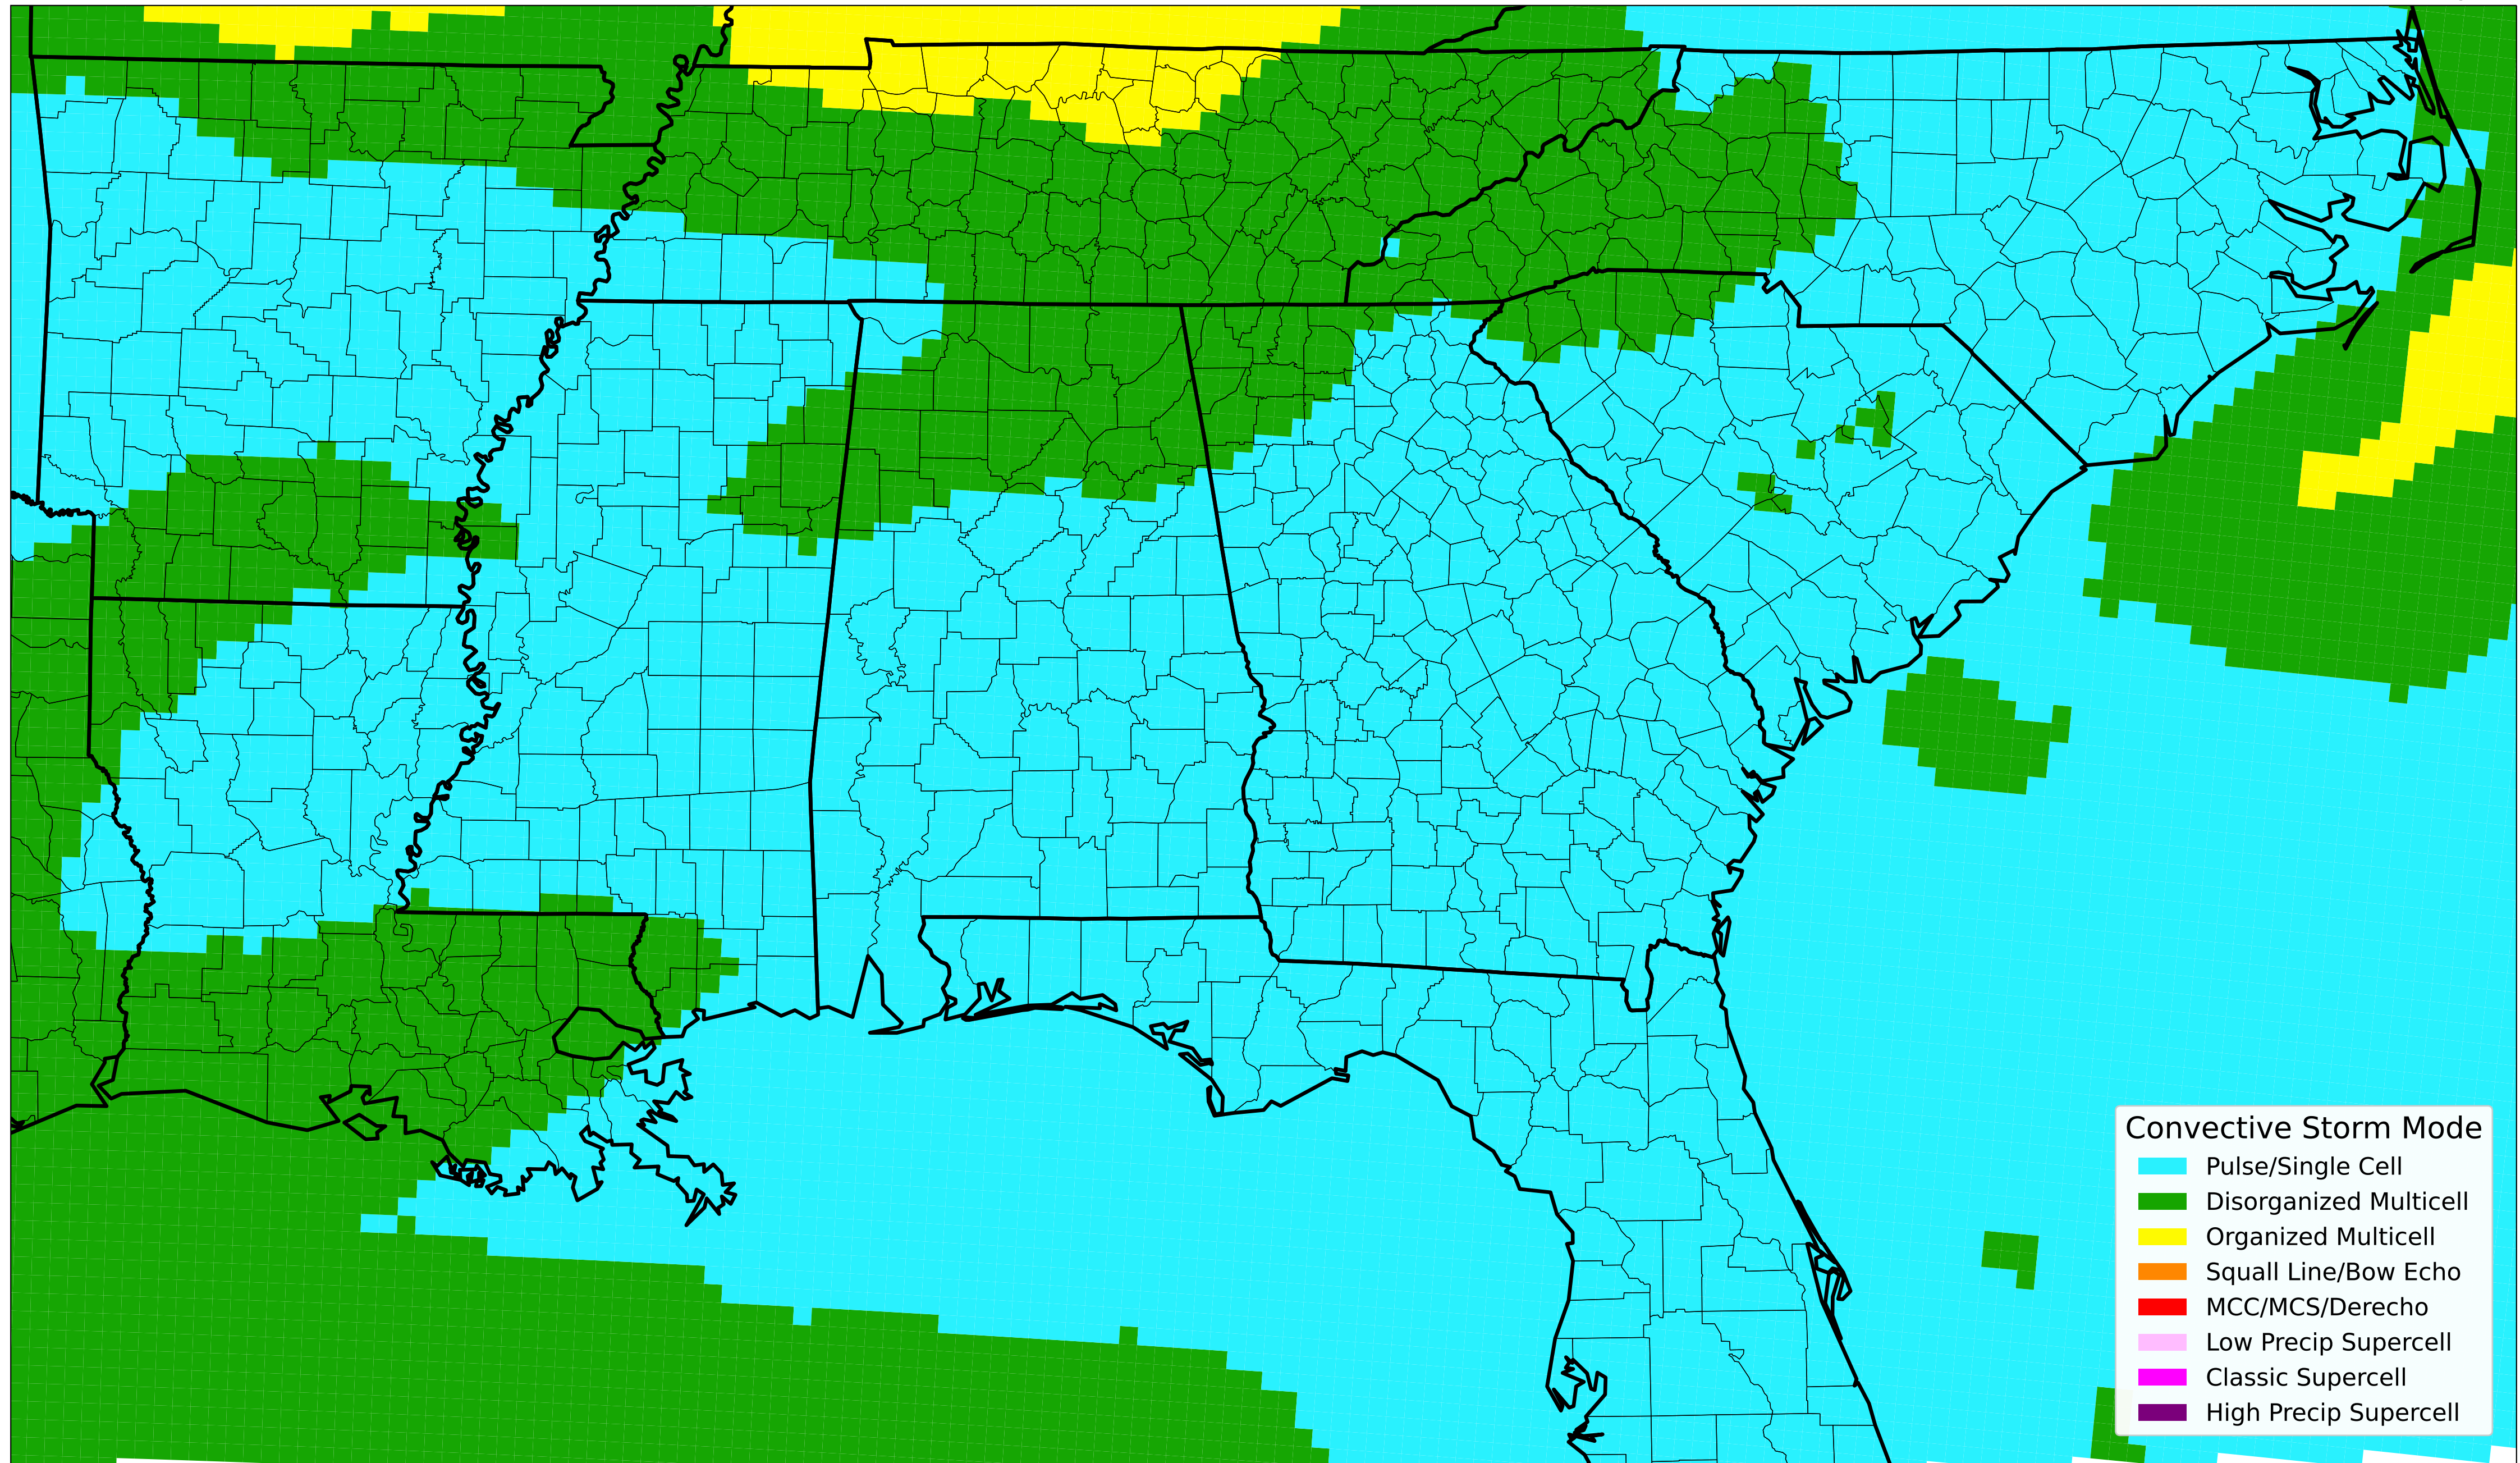 Convective Storm Mode
Pulse/Single Cell
Disorganized Multicell
Organized Multicell
Squall Line/Bow Echo
MCC/MCS/Derecho
Low Precip Supercell
Classic Supercell
High Precip Supercell